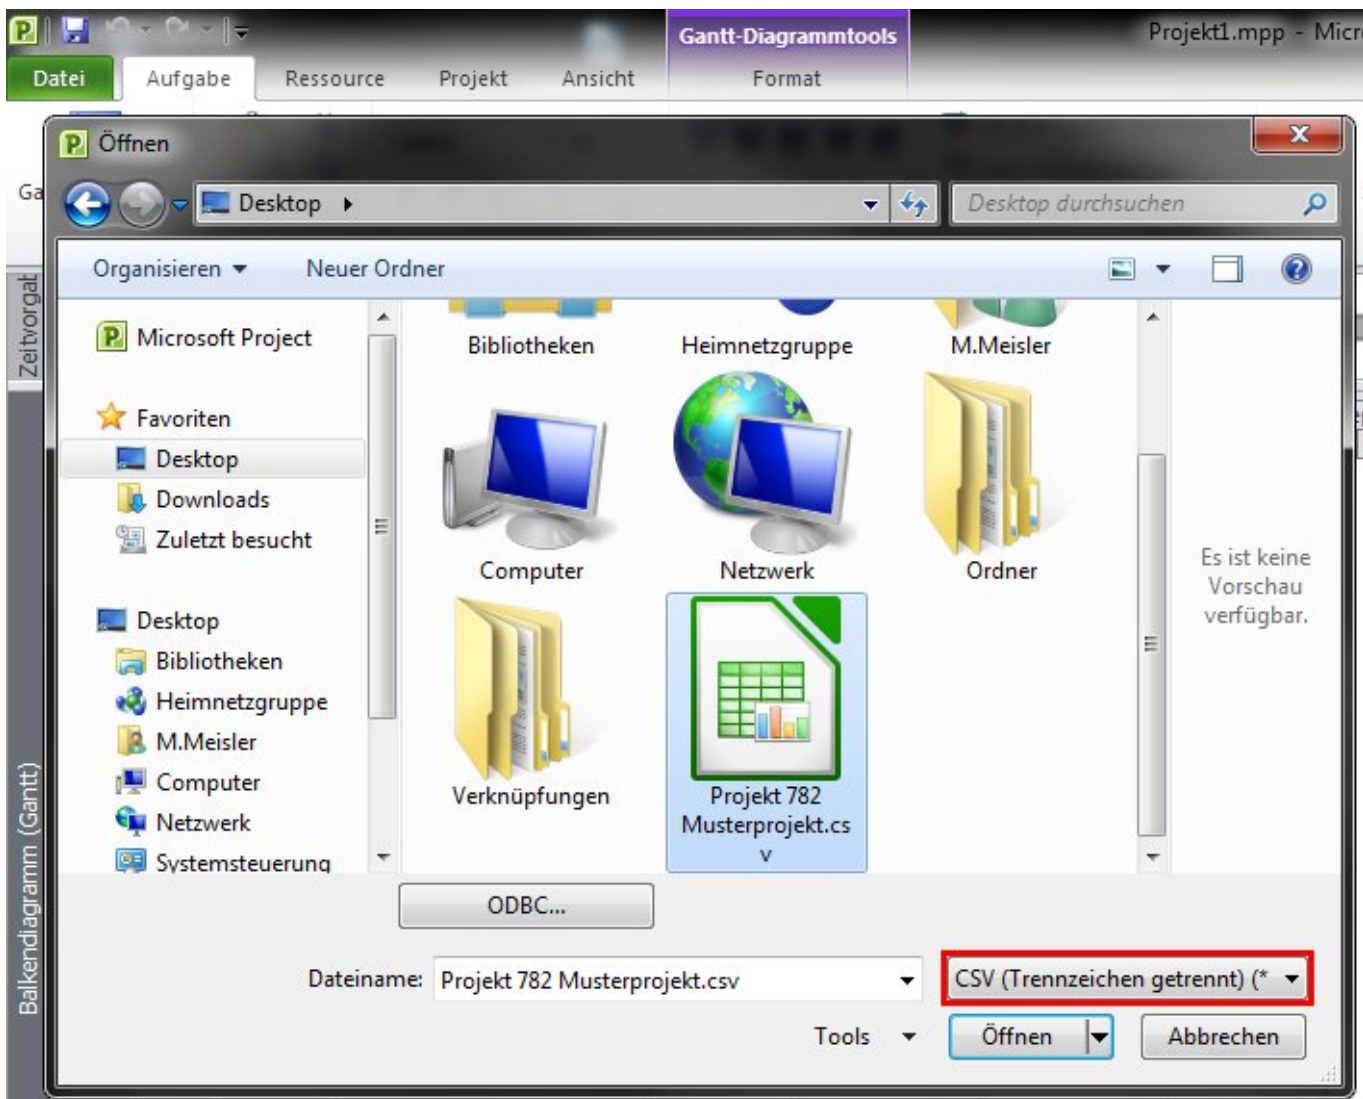 Gantt-Diagrammtools
Projekt1.mpp - Micr
Datei
Aufgabe
Ressource
Projekt
Ansicht
Format
Öffnen
Ga
Desktop
Desktop durchsuchen
Organisieren
Neuer Ordner
Zeitvorgab
Microsoft Project
Favoriten
Desktop
Downloads
Zuletzt besucht
Desktop
Bibliotheken
Heimnetzgruppe
M.Meisler
Computer
Netzwerk
Systemsteuerung
Bibliotheken
Heimnetzgruppe
M.Meisler
Computer
Netzwerk
Ordner
Verknüpfungen
Projekt 782
Musterprojekt.cs
v
Es ist keine
Vorschau
verfügbar.
Balkendiagramm (Gantt)
ODBC...
Dateiname:
Projekt 782 Musterprojekt.csv
CSV (Trennzeichen getrennt) (*
Tools
Öffnen
Abbrechen